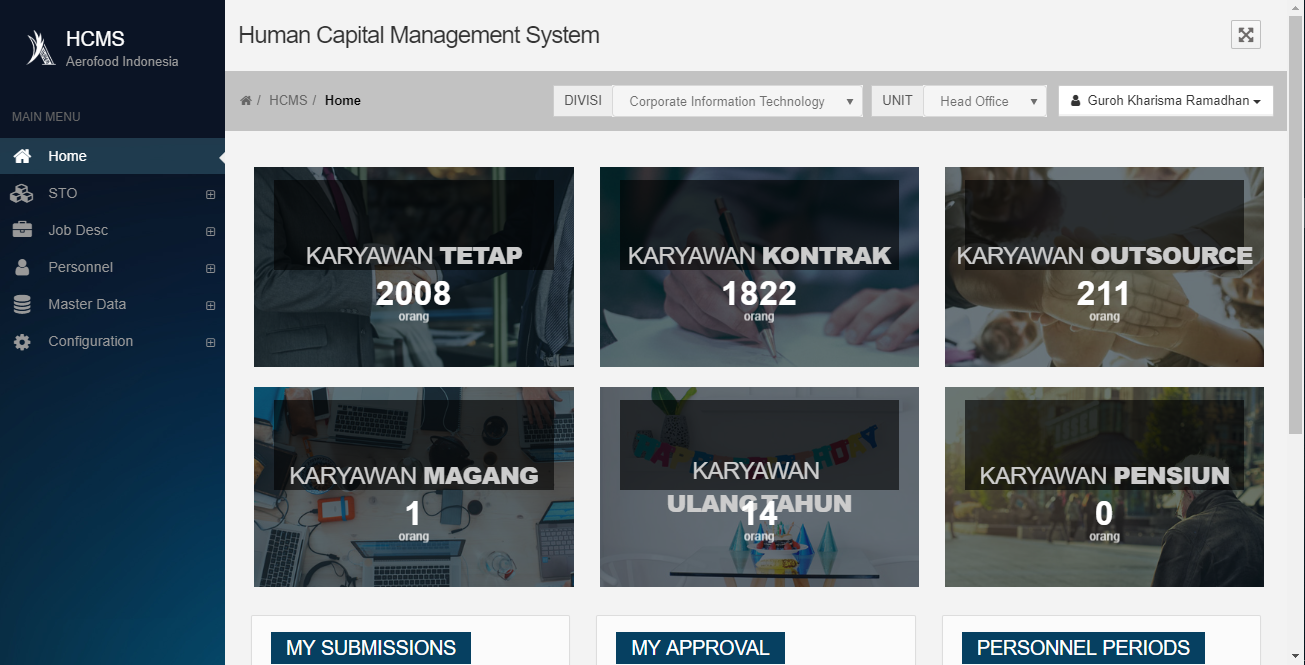 HCMS
Aerofood Indonesia
MAIN MENU
Home
STO
Job Desc
Personnel
Master Data
Configuration
Human Capital Management System
/ HCMS / Home
DIVISI Corporate Information Technology UNIT Head Office Guroh Kharisma Ramadhan
KARYAWAN TETAP
2008
orang
KARYAWAN KONTRAK
1822
orang
KARYAWAN OUTSOURCE
211
orang
KARYAWAN MAGANG
1
orang
KARYAWAN
ULANG TAHUN
14
orang
KARYAWAN PENSIUN
0
orang
MY SUBMISSIONS
MY APPROVAL
PERSONNEL PERIODS